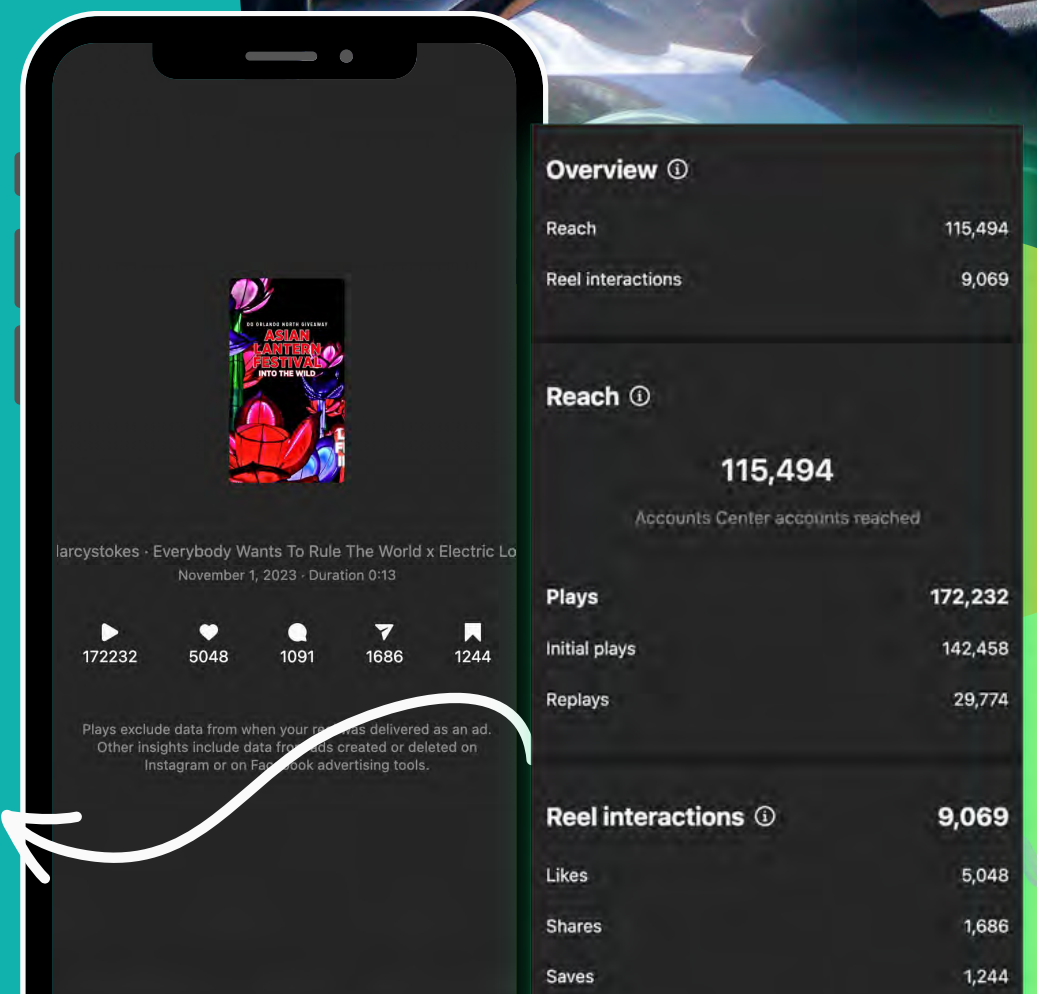 DO ORLANDO NORTH GIVEAWAY
ASIAN
LANTERN
FESTIVAL
INTO THE WILD
larcystokes · Everybody Wants To Rule The World x Electric Lo
November 1, 2023 · Duration 0:13
172232 5048 1091 1686 1244
Plays exclude data from when your was delivered as an ad.
Other insights include data from ads created or deleted on
Instagram or on advertising tools.
Overview
Reach 115,494
Reel interactions 9,069
Reach
115,494
Accounts Center accounts reached
Plays 172,232
Initial plays 142,458
Replays 29,774
Reel interactions 9,069
Likes 5,048
Shares 1,686
Saves 1,244